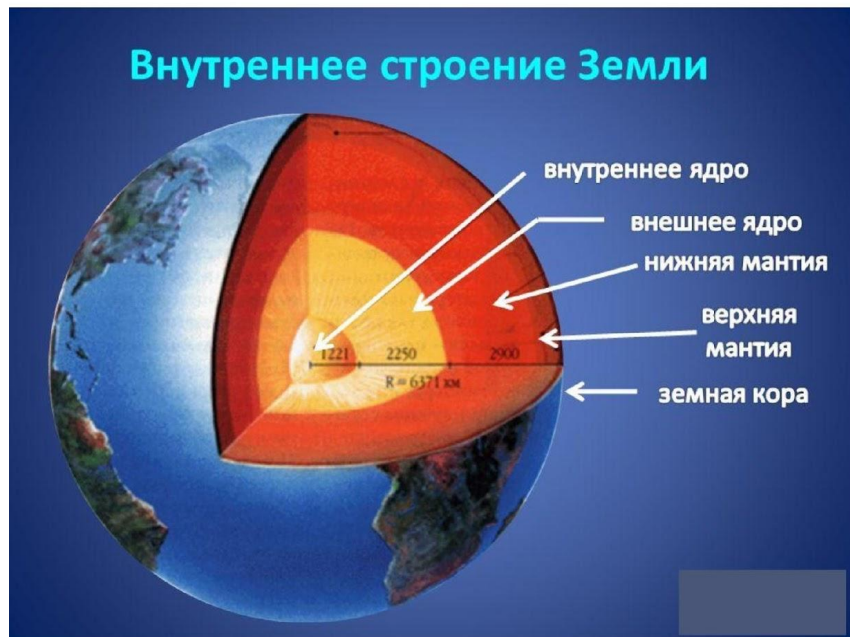 Внутреннее строение Земли
внутреннее ядро
внешнее ядро
нижняя мантия
верхняя
мантия
земная кора
1221 2250 2900
R = 6371 км